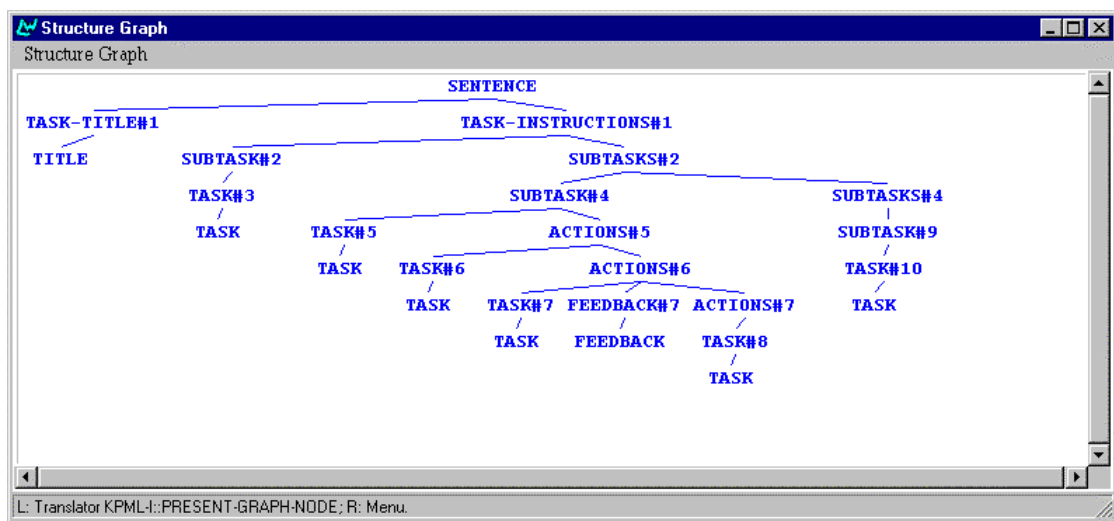 Structure Graph
Structure Graph
SENTENCE
TASK-TITLE#1 TASK-INSTRUCTIONS#1
TITLE SUBTASK#2 SUBTASKS#2
TASK#3 SUBTASK#4 SUBTASKS#4
TASK TASK#5 ACTIONS#5 SUBTASK#9
TASK TASK#6 ACTIONS#6 TASK#10
TASK TASK#7 FEEDBACK#7 ACTIONS#7 TASK
TASK FEEDBACK TASK#8
TASK
L: Translator KPML-I::PRESENT-GRAPH-NODE; R: Menu.